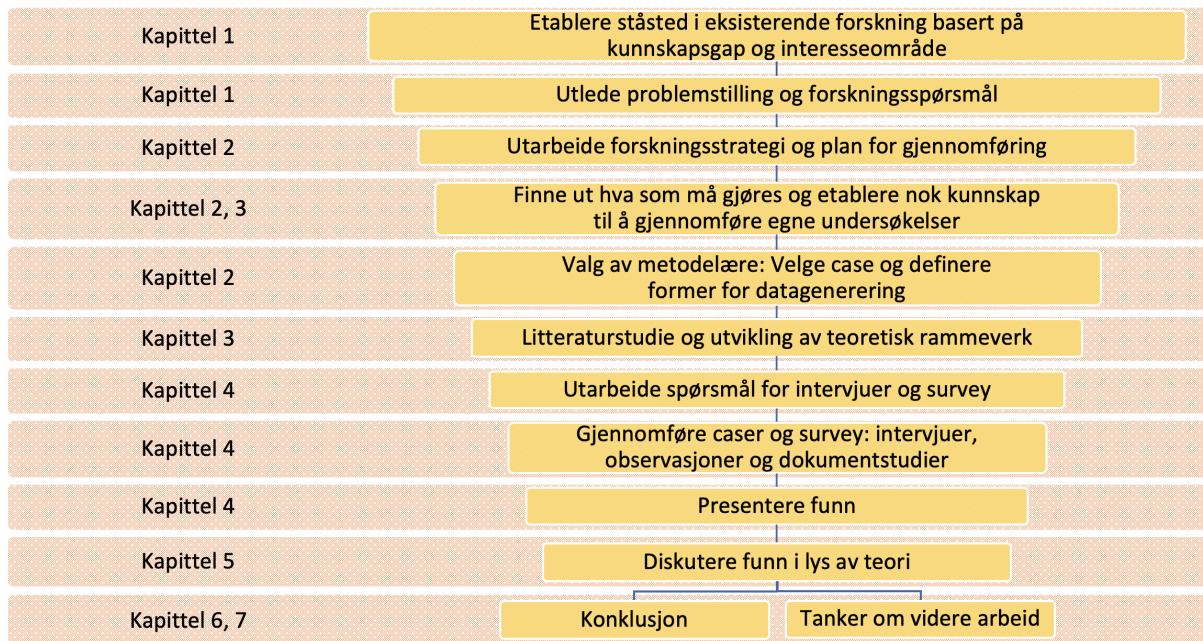 Kapittel 1
Etablere ståsted i eksisterende forskning basert på
kunnskapsgap og interesseområde
Kapittel 1
Utlede problemstilling og forskningsspørsmål
Kapittel 2
Utarbeide forskningsstrategi og plan for gjennomføring
Kapittel 2, 3
Finne ut hva som må gjøres og etablere nok kunnskap
til å gjennomføre egne undersøkelser
Kapittel 2
Valg av metodelære: Velge case og definere
former for datagenerering
Kapittel 3
Litteraturstudie og utvikling av teoretisk rammeverk
Kapittel 4
Utarbeide spørsmål for intervjuer og survey
Kapittel 4
Gjennomføre caser og survey: intervjuer,
observasjoner og dokumentstudier
Kapittel 4
Presentere funn
Kapittel 5
Diskutere funn i lys av teori
Kapittel 6, 7
Konklusjon
Tanker om videre arbeid